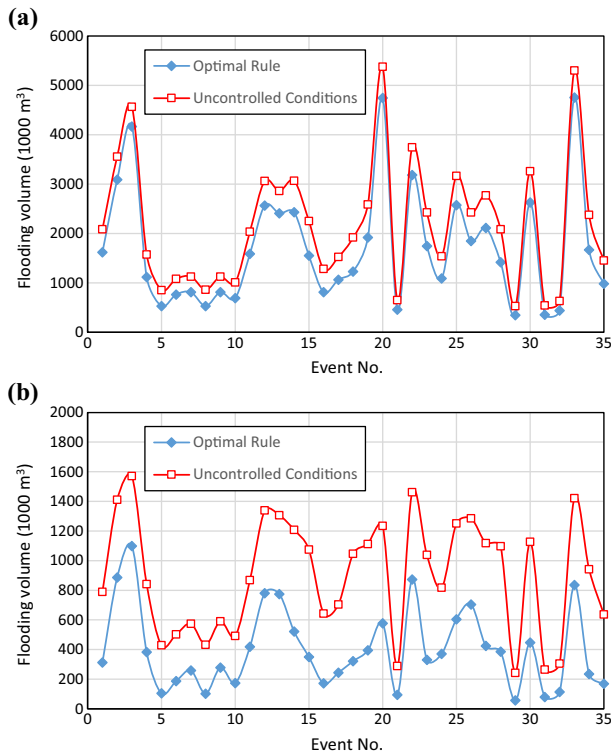 (a)
Flooding volume (1000 m³)
6000
5000
4000
3000
2000
1000
0
Optimal Rule
Uncontrolled Conditions
0 5 10 15 20 25 30 35
Event No.
(b)
Flooding volume (1000 m³)
2000
1800
1600
1400
1200
1000
800
600
400
200
0
Optimal Rule
Uncontrolled Conditions
0 5 10 15 20 25 30 35
Event No.